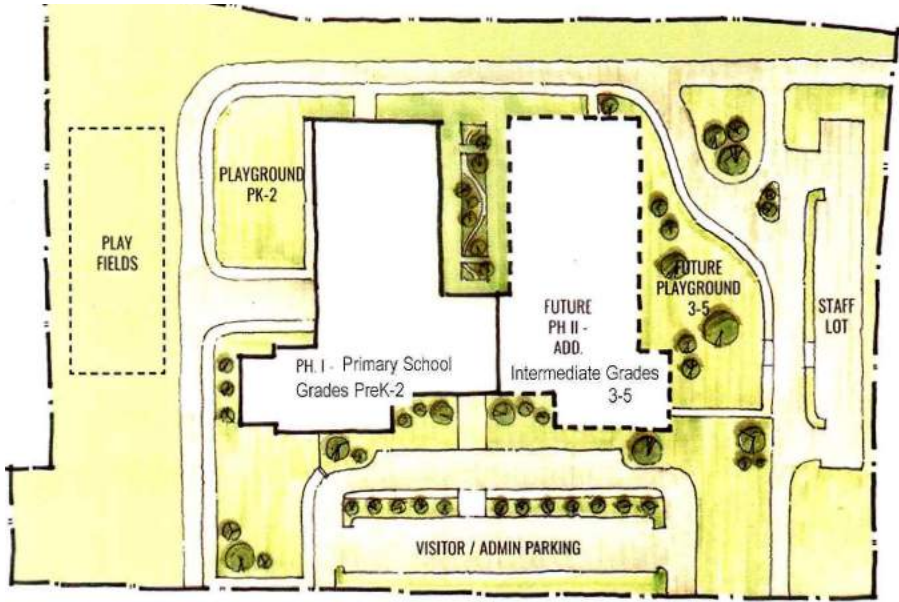 PLAYGROUND
PK-2
PLAY
FIELDS
FUTURE
PLAYGROUND
3-5
STAFF
LOT
FUTURE
PH II -
ADD.
Intermediate Grades
3-5
PH. I - Primary School
Grades PreK-2
VISITOR / ADMIN PARKING